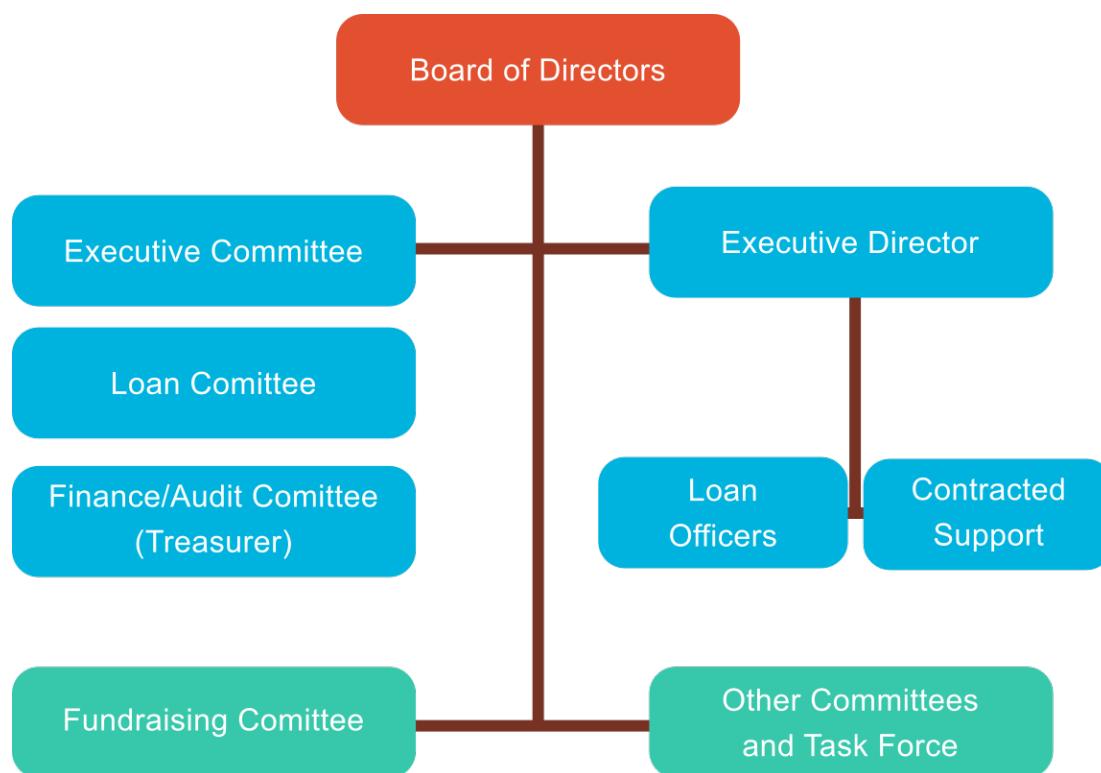 Board of Directors
Executive Committee
Executive Director
Loan Comittee
Finance/Audit Comittee
(Treasurer)
Loan
Officers
Contracted
Support
Fundraising Comittee
Other Committees
and Task Force